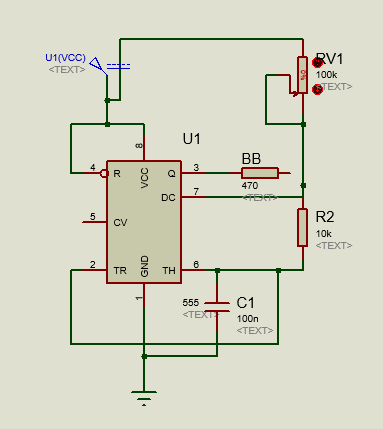 U1(VCC)
<TEXT>
RV1
100k
<TEXT>
0%
U1
8
VCC
4
R
Q
3
BB
470
<TEXT>
DC
7
5
CV
R2
10k
<TEXT>
2
TR
GND
TH
6
1
555
<TEXT>
C1
100n
<TEXT>